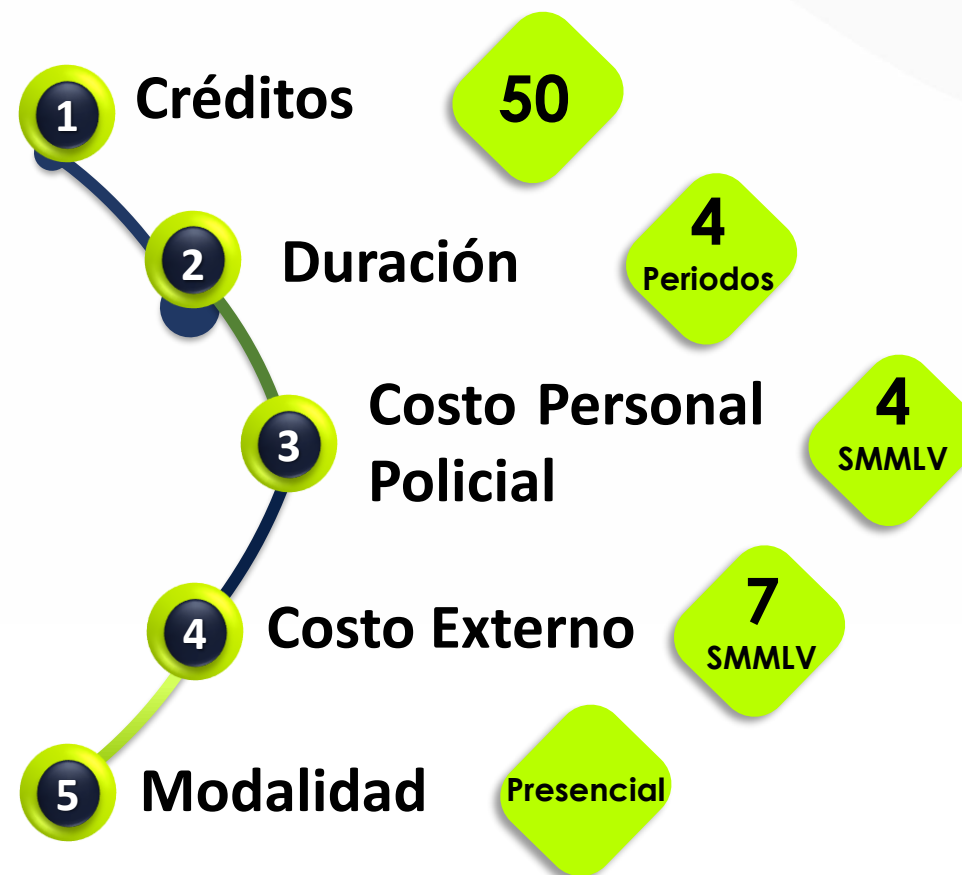 1 Créditos 50
2 Duración 4
Periodos
3 Costo Personal
Policial
4
SMMLV
4 Costo Externo 7
SMMLV
5 Modalidad Presencial